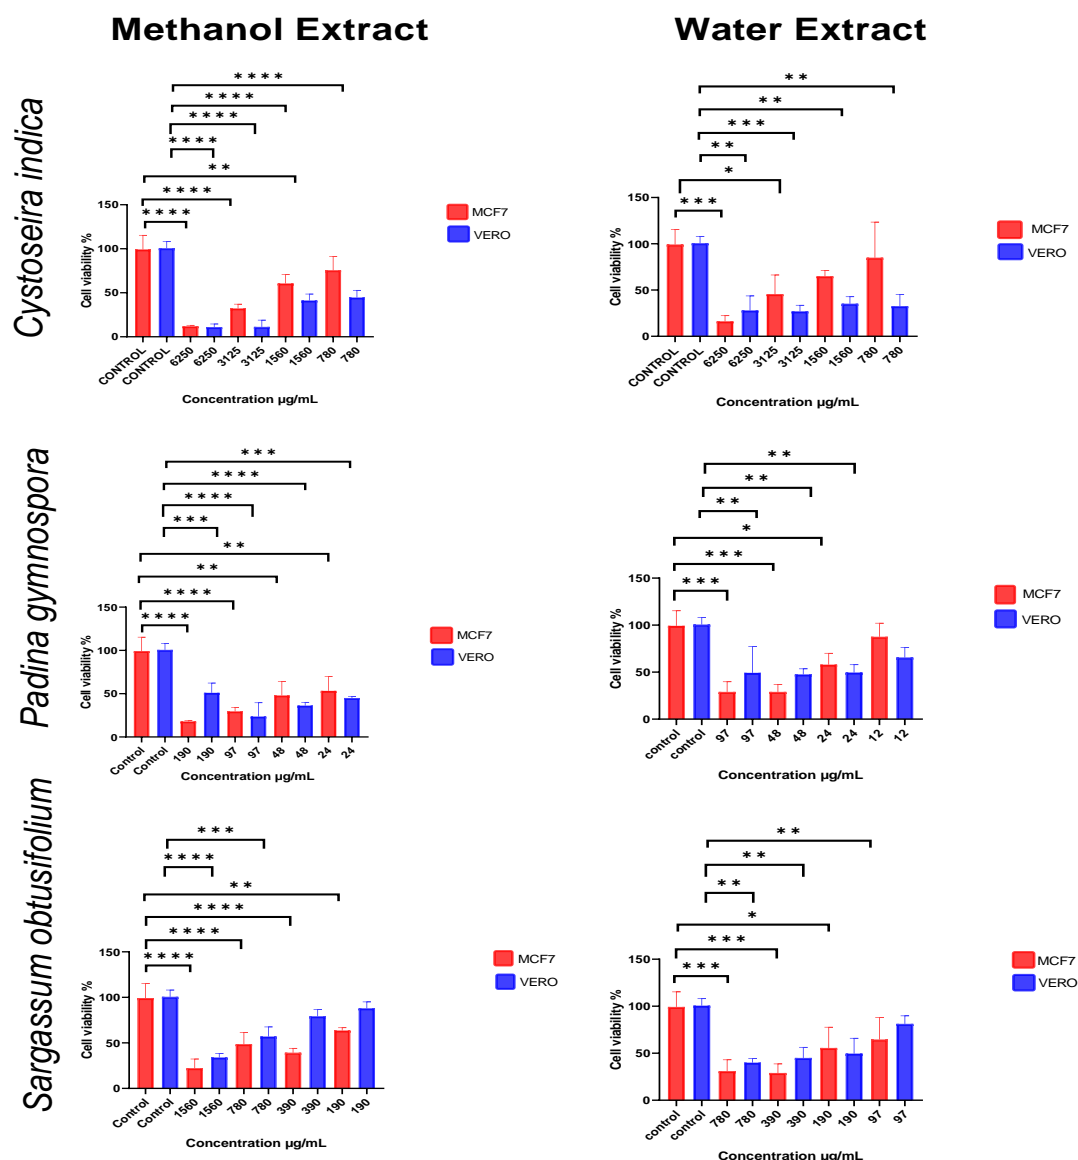 Methanol Extract
Water Extract
Cystoseira indica
****
****
****
****
**
****
****
150
100
50
0
Cell viability %
CONTROL
CONTROL
6250
6250
3125
3125
1560
1560
780
780
Concentration µg/mL
MCF7
VERO
**
**
***
**
*
***
150
100
50
0
Cell viability %
CONTROL
CONTROL
6250
6250
3125
3125
1560
1560
780
780
Concentration µg/mL
MCF7
VERO
Padina gymnospora
***
****
****
***
**
**
****
****
150
100
50
0
Cell viability %
Control
Control
190
190
97
97
48
48
24
24
Concentration µg/mL
MCF7
VERO
**
**
**
*
***
***
150
100
50
0
Cell viability %
control
control
97
97
48
48
24
24
12
12
Concentration µg/mL
MCF7
VERO
Sargassum obtusifolium
***
****
**
****
****
****
150
100
50
0
Cell viability %
Control
Control
1560
1560
780
780
390
390
190
190
Concentration µg/mL
MCF7
VERO
**
**
**
*
***
***
150
100
50
0
Cell viability %
control
control
780
780
390
390
190
190
97
97
Concentration µg/mL
MCF7
VERO